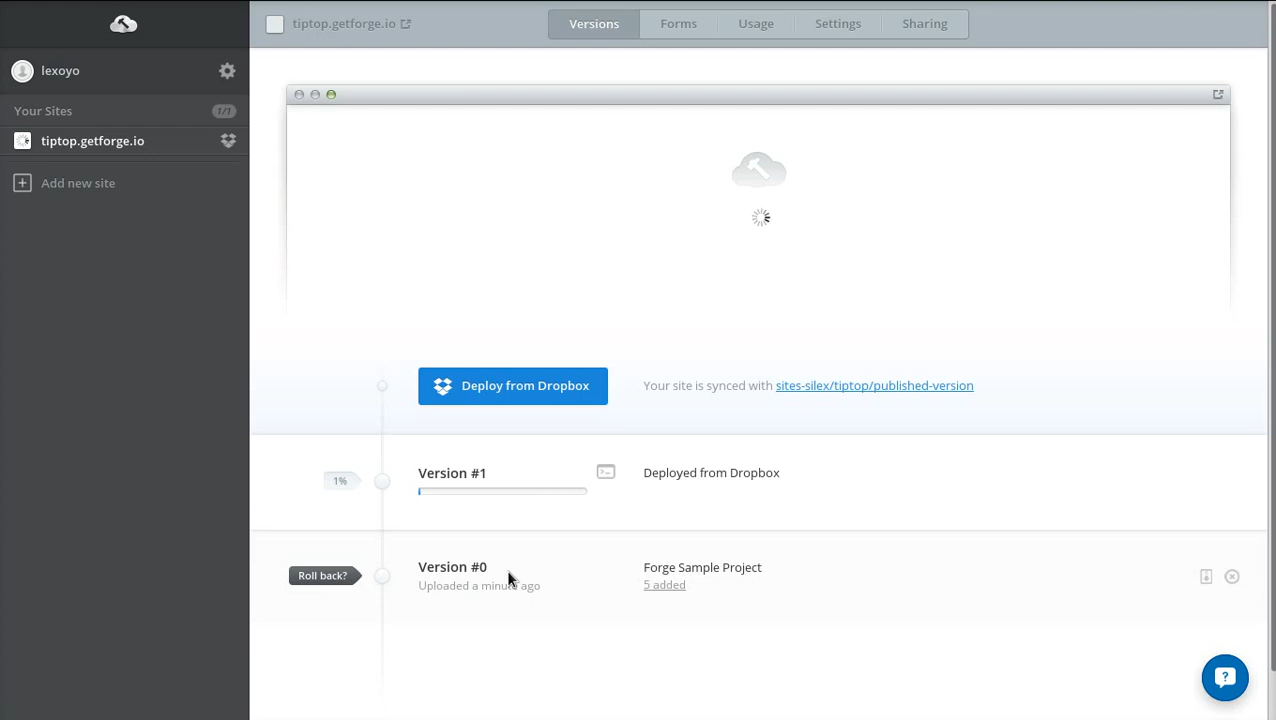 tiptop.getforge.io
Versions
Forms
Usage
Settings
Sharing
lexoyo
Your Sites
1/1
tiptop.getforge.io
Add new site
Deploy from Dropbox
Your site is synced with sites-silex/tiptop/published-version
1%
Version #1
Deployed from Dropbox
Roll back?
Version #0
Uploaded a minute ago
Forge Sample Project
5 added